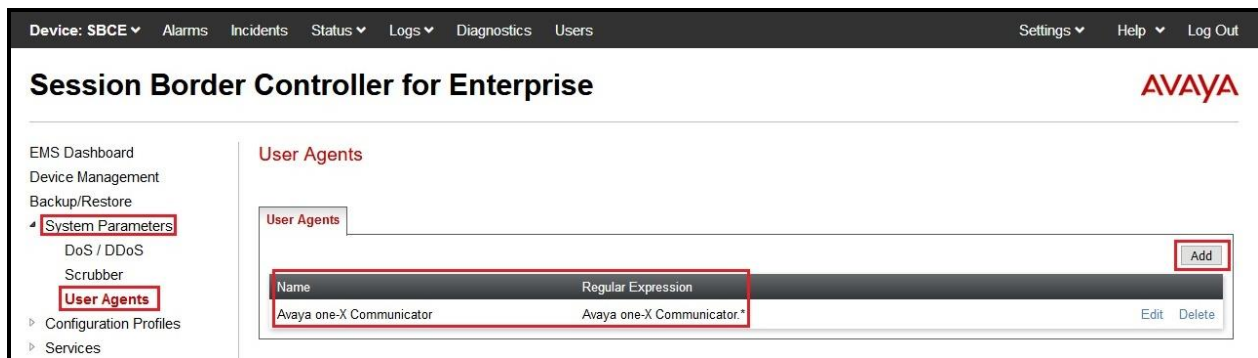 Device: SBCE Alarms Incidents Status Logs Diagnostics Users Settings Help Log Out
Session Border Controller for Enterprise
AVAYA
EMS Dashboard
Device Management
Backup/Restore
System Parameters
DoS / DDoS
Scrubber
User Agents
Configuration Profiles
Services
User Agents
User Agents
Add
Name Regular Expression
Avaya one-X Communicator Avaya one-X Communicator.* Edit Delete